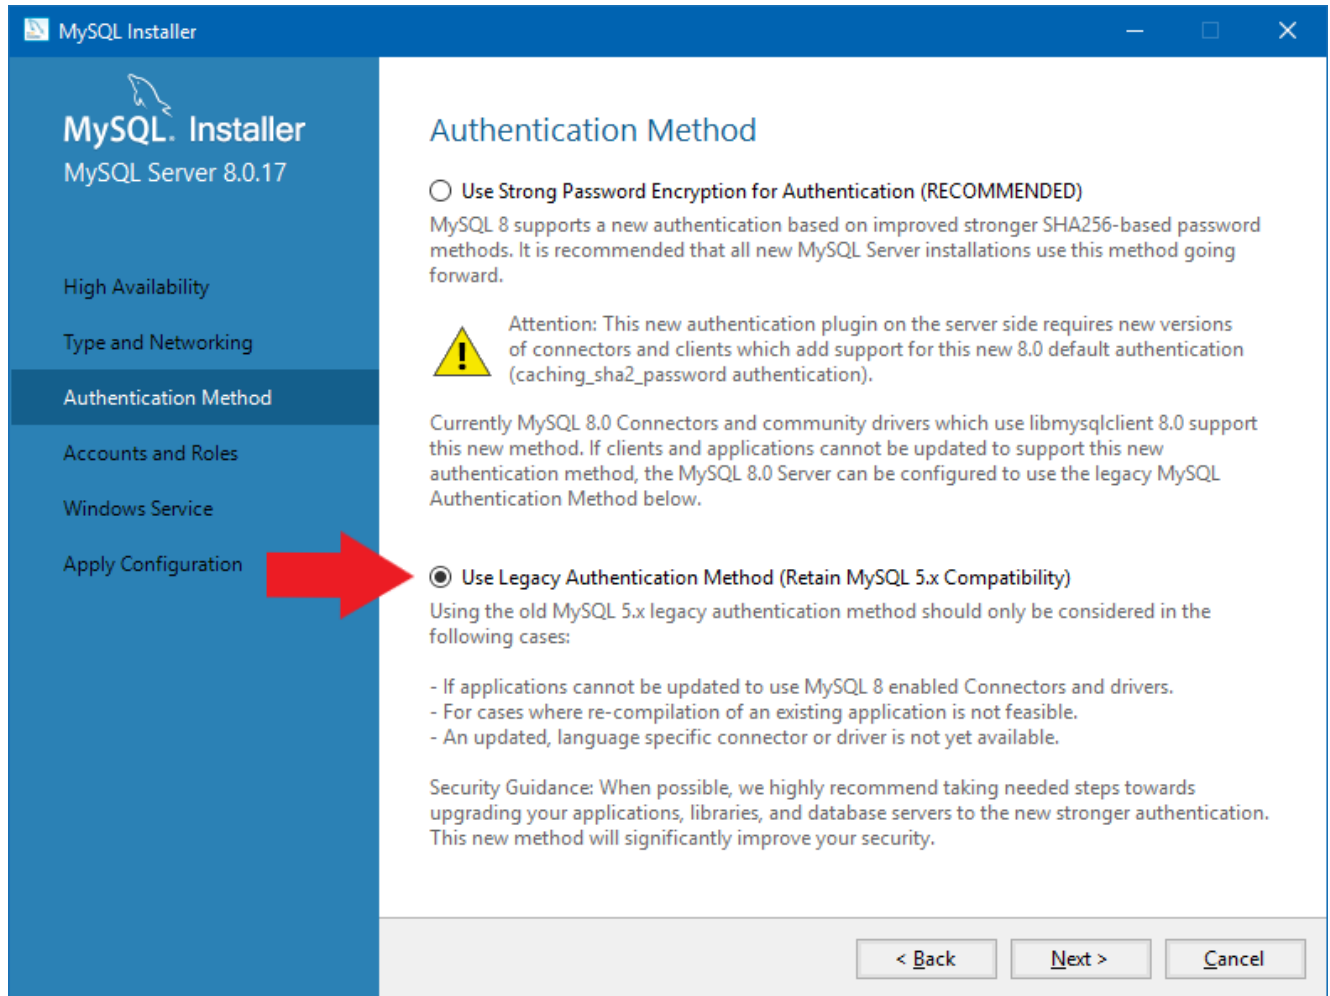 MySQL Installer
MySQL. Installer
MySQL Server 8.0.17
High Availability
Type and Networking
Authentication Method
Accounts and Roles
Windows Service
Apply Configuration
Authentication Method
Use Strong Password Encryption for Authentication (RECOMMENDED)
MySQL 8 supports a new authentication based on improved stronger SHA256-based password
methods. It is recommended that all new MySQL Server installations use this method going
forward.
Attention: This new authentication plugin on the server side requires new versions
of connectors and clients which add support for this new 8.0 default authentication
(caching_sha2_password authentication).
Currently MySQL 8.0 Connectors and community drivers which use libmysqlclient 8.0 support
this new method. If clients and applications cannot be updated to support this new
authentication method, the MySQL 8.0 Server can be configured to use the legacy MySQL
Authentication Method below.
Use Legacy Authentication Method (Retain MySQL 5.x Compatibility)
Using the old MySQL 5.x legacy authentication method should only be considered in the
following cases:
- If applications cannot be updated to use MySQL 8 enabled Connectors and drivers.
- For cases where re-compilation of an existing application is not feasible.
- An updated, language specific connector or driver is not yet available.
Security Guidance: When possible, we highly recommend taking needed steps towards
upgrading your applications, libraries, and database servers to the new stronger authentication.
This new method will significantly improve your security.
< Back
Next >
Cancel